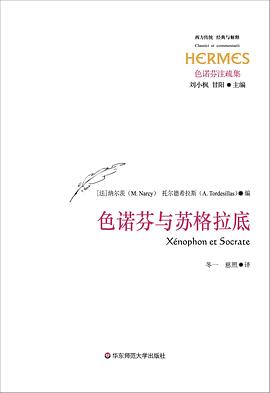 西方传统 经典与解释
Classici et commentarii
HERMES
色诺芬注疏集
刘小枫 甘阳 ● 主编
[法]纳尔茨（M. Narcy） 托尔德希拉斯（A. Tordesillas）● 编
色诺芬与苏格拉底
Xénophon et Socrate
冬一 慈照 ● 译
华东师范大学出版社